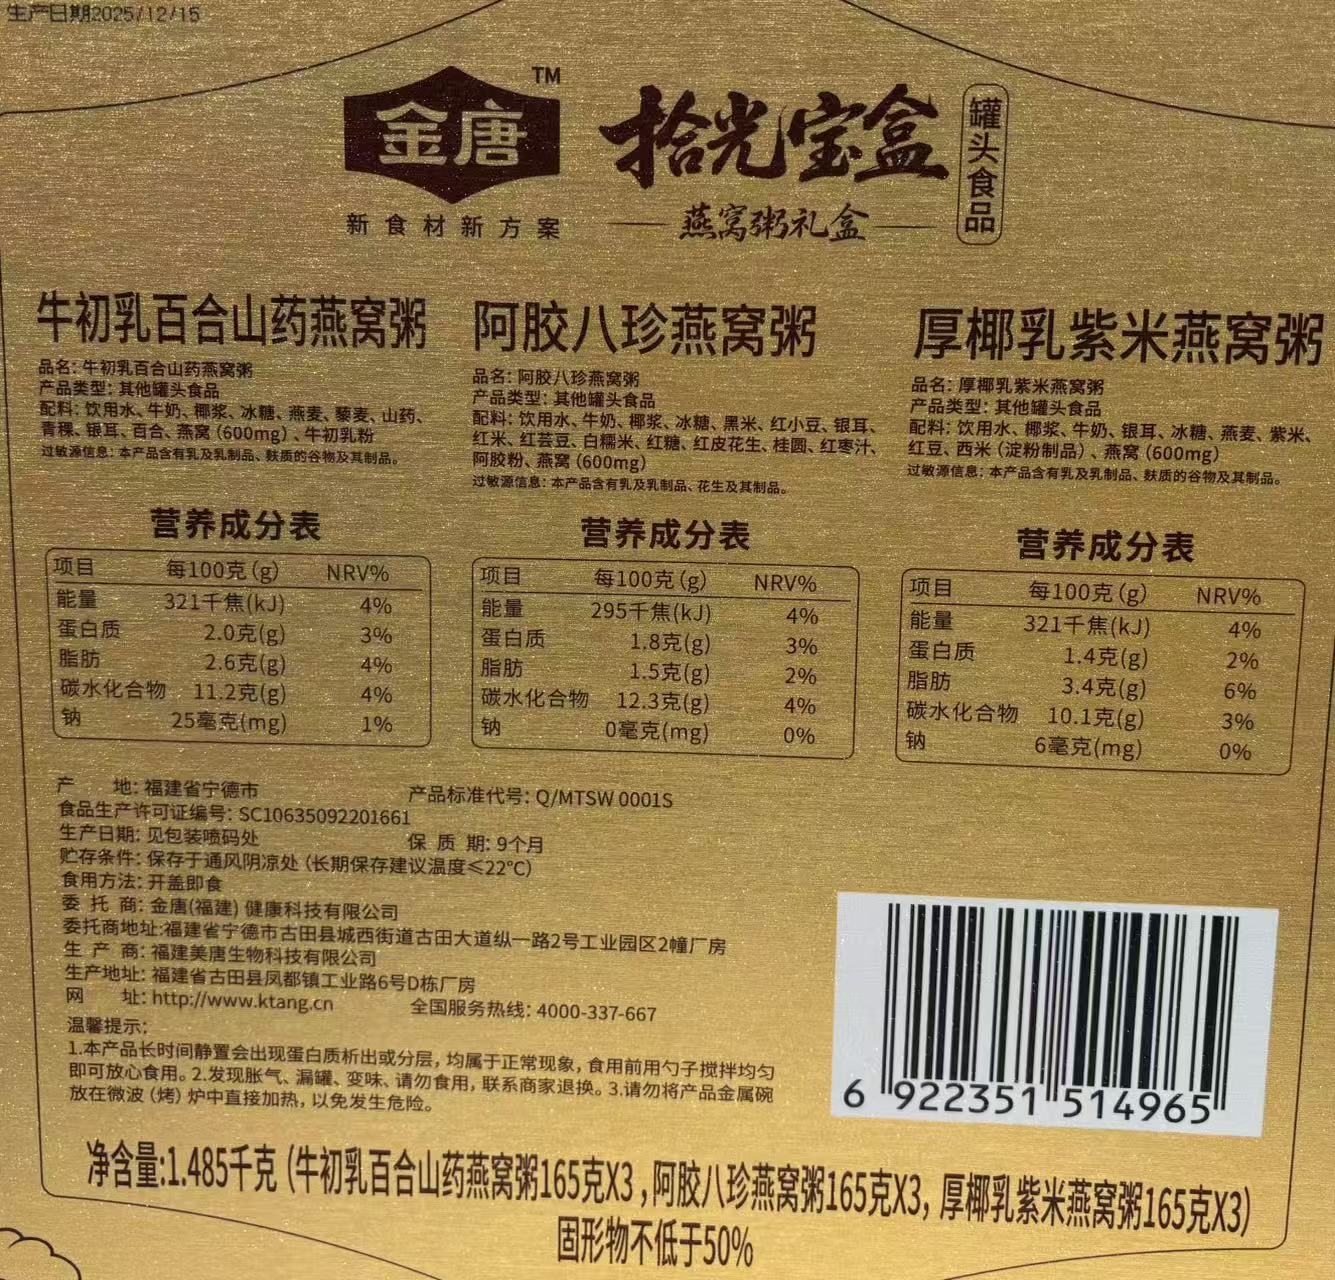 生产日期2025/12/15
金唐 TM
新食材新方案
拾光宝盒
燕窝粥礼盒
罐头食品
牛初乳百合山药燕窝粥
品名: 牛初乳百合山药燕窝粥
产品类型: 其他罐头食品
配料: 饮用水、牛奶、椰浆、冰糖、燕麦、藜麦、山药、
青稞、银耳、百合、燕窝(600mg)、牛初乳粉
过敏源信息: 本产品含有乳及乳制品、麸质的谷物及其制品。
营养成分表
项目 每100克(g) NRV%
能量 321千焦(kJ) 4%
蛋白质 2.0克(g) 3%
脂肪 2.6克(g) 4%
碳水化合物 11.2克(g) 4%
钠 25毫克(mg) 1%
阿胶八珍燕窝粥
品名: 阿胶八珍燕窝粥
产品类型: 其他罐头食品
配料: 饮用水、牛奶、椰浆、冰糖、黑米、红小豆、银耳、
红米、红芸豆、白糯米、红糖、红皮花生、桂圆、红枣汁、
阿胶粉、燕窝(600mg)
过敏源信息: 本产品含有乳及乳制品、花生及其制品。
营养成分表
项目 每100克(g) NRV%
能量 295千焦(kJ) 4%
蛋白质 1.8克(g) 3%
脂肪 1.5克(g) 2%
碳水化合物 12.3克(g) 4%
钠 0毫克(mg) 0%
厚椰乳紫米燕窝粥
品名: 厚椰乳紫米燕窝粥
产品类型: 其他罐头食品
配料: 饮用水、椰浆、牛奶、银耳、冰糖、燕麦、紫米、
红豆、西米(淀粉制品)、燕窝(600mg)
过敏源信息: 本产品含有乳及乳制品、麸质的谷物及其制品。
营养成分表
项目 每100克(g) NRV%
能量 321千焦(kJ) 4%
蛋白质 1.4克(g) 2%
脂肪 3.4克(g) 6%
碳水化合物 10.1克(g) 3%
钠 6毫克(mg) 0%
产 地: 福建省宁德市 产品标准代号: Q/MTSW 0001S
食品生产许可证编号: SC10635092201661
生产日期: 见包装喷码处 保 质 期: 9个月
贮存条件: 保存于通风阴凉处 (长期保存建议温度≤22℃)
食用方法: 开盖即食
委 托 商: 金唐(福建) 健康科技有限公司
委托商地址:福建省宁德市古田县城西街道古田大道纵一路2号工业园区2幢厂房
生 产 商: 福建美唐生物科技有限公司
生产地址: 福建省古田县凤都镇工业路6号D栋厂房
网 址: http://www.ktang.cn 全国服务热线: 4000-337-667
温馨提示:
1.本产品长时间静置会出现蛋白质析出或分层, 均属于正常现象, 食用前用勺子搅拌均匀
即可放心食用。2.发现胀气、漏罐、变味、请勿食用, 联系商家退换。3.请勿将产品金属碗
放在微波 (烤) 炉中直接加热, 以免发生危险。
6 922351 514965
净含量:1.485千克 (牛初乳百合山药燕窝粥165克X3 , 阿胶八珍燕窝粥165克X3, 厚椰乳紫米燕窝粥165克X3)
固形物不低于50%